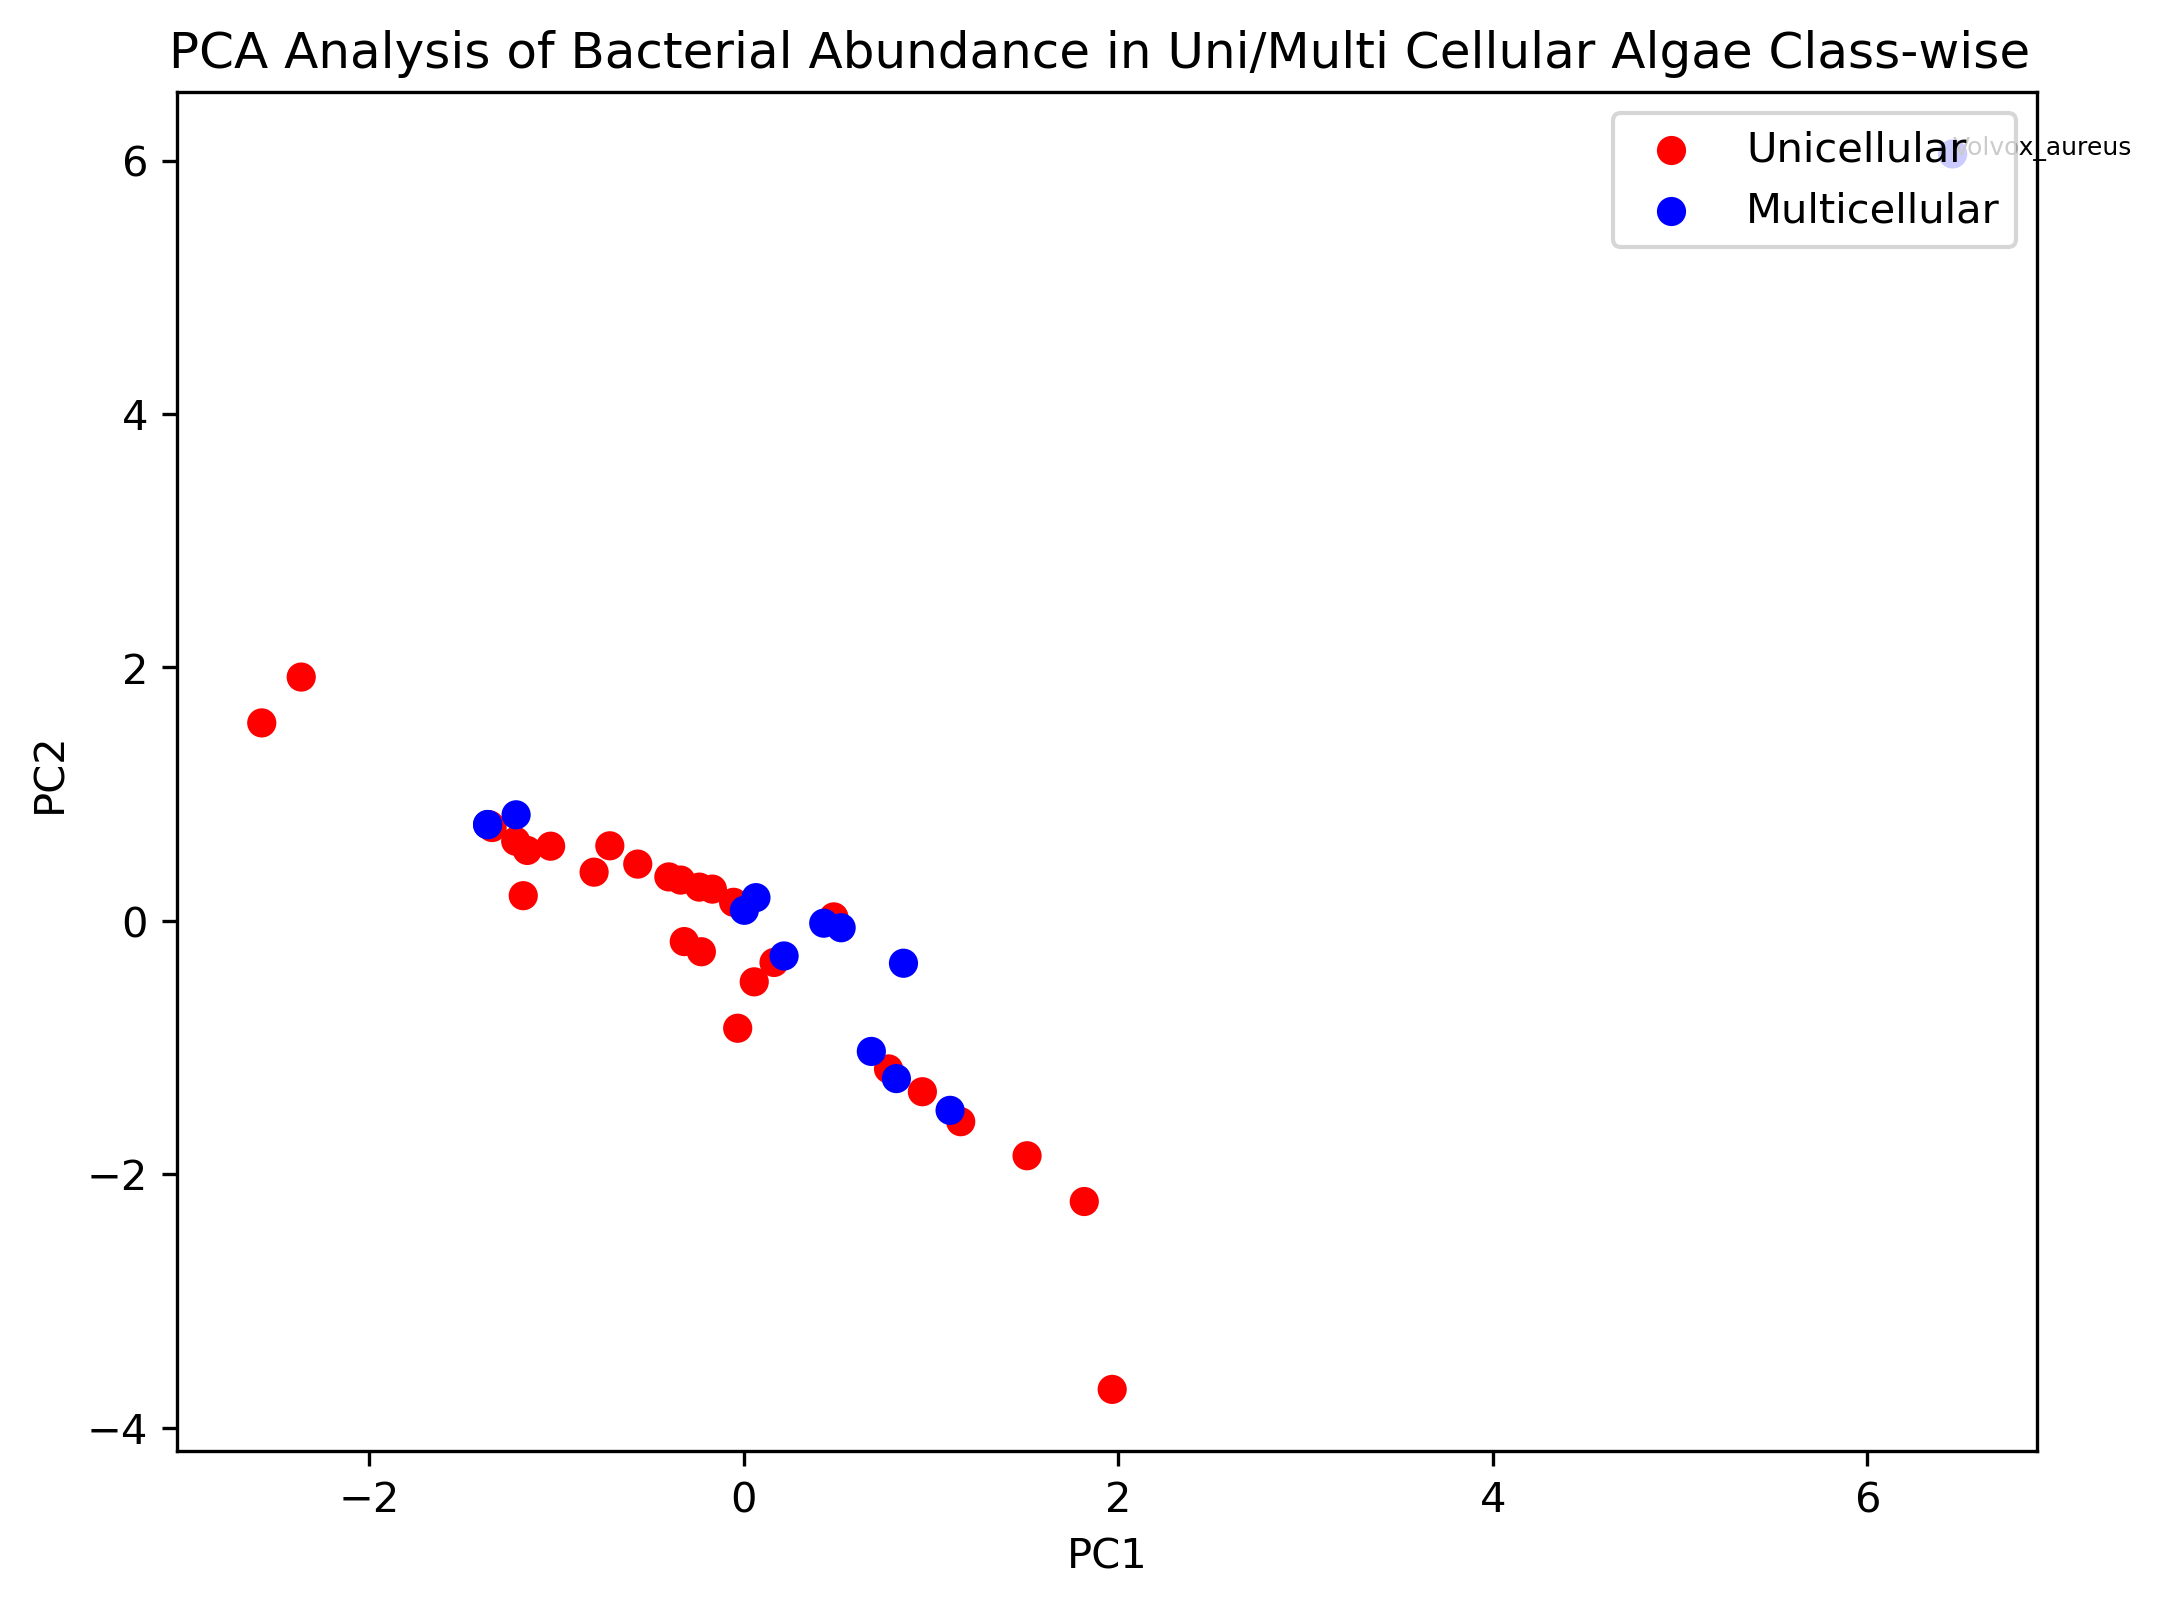 PCA Analysis of Bacterial Abundance in Uni/Multi Cellular Algae Class-wise
Unicellular
Volvox_aureus
Multicellular
6
4
2
0
−2
−4
PC2
−2
0
2
4
6
PC1